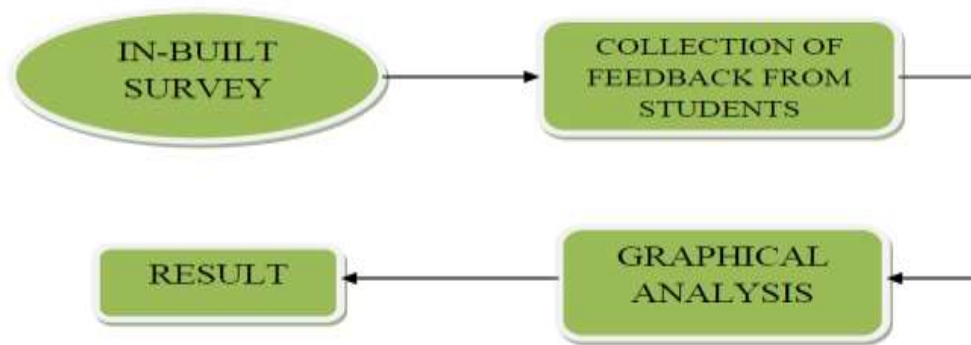 IN-BUILT
SURVEY
COLLECTION OF
FEEDBACK FROM
STUDENTS
GRAPHICAL
ANALYSIS
RESULT